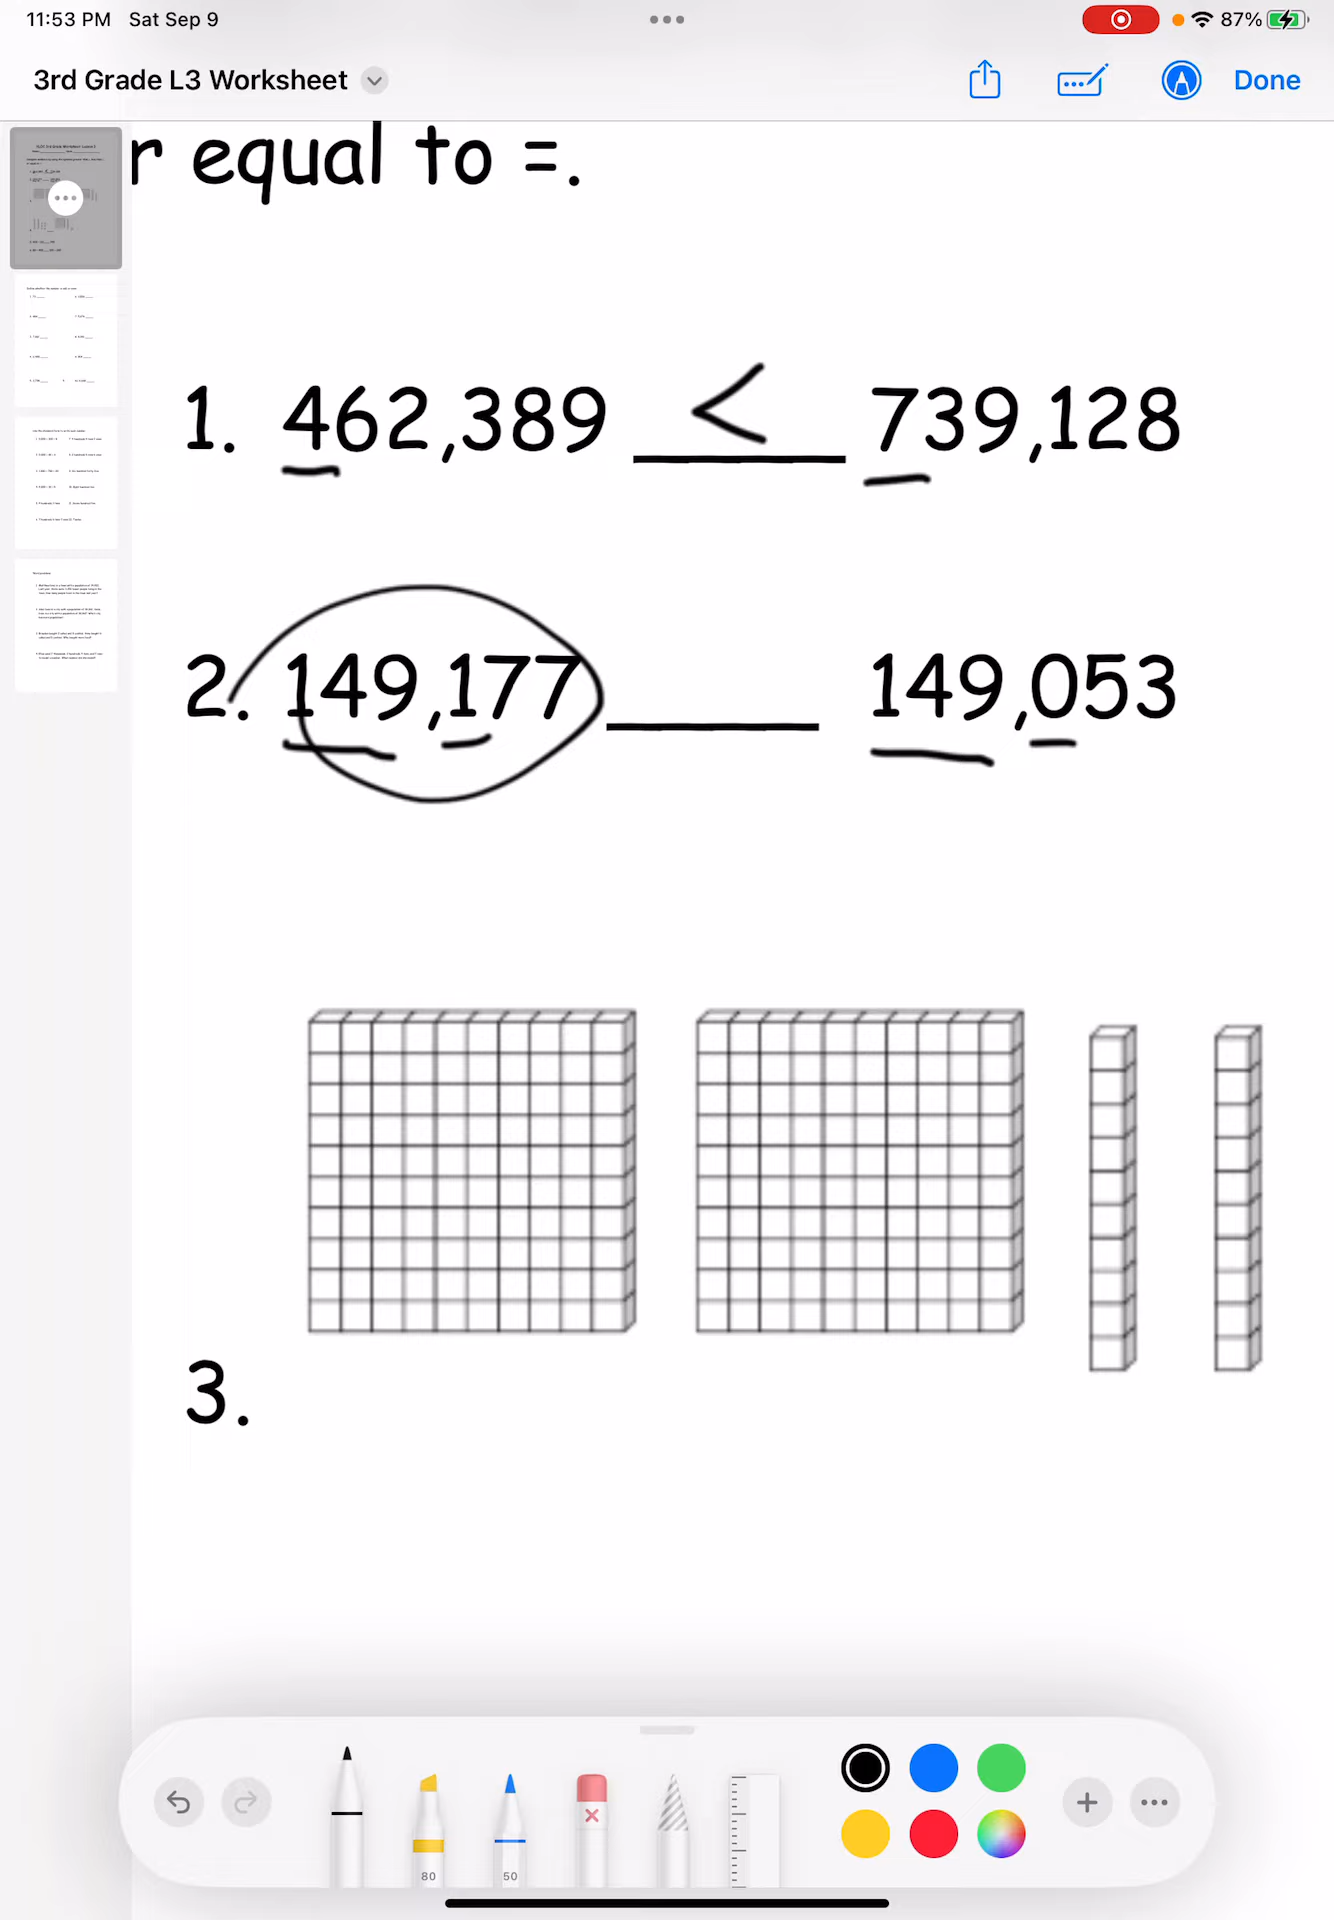 11:53 PM Sat Sep 9
87%
3rd Grade L3 Worksheet
Done
r equal to =.
1. 462,389 < 739,128
2. 149,177 ____ 149,053
3.
80 50